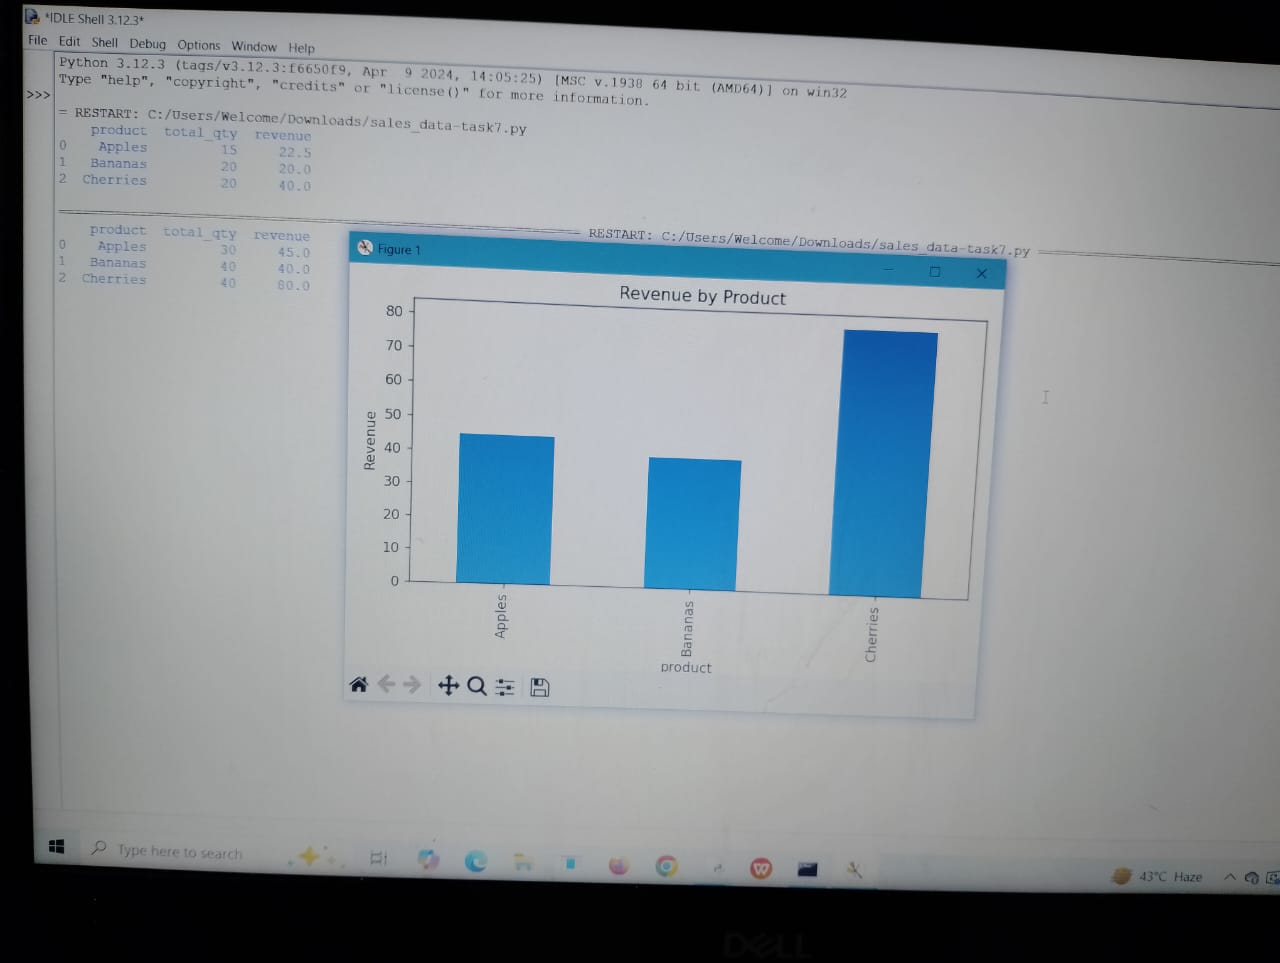 *IDLE Shell 3.12.3*
File Edit Shell Debug Options Window Help
Python 3.12.3 (tags/v3.12.3:f6650f9, Apr 9 2024, 14:05:25) [MSC v.1938 64 bit (AMD64)] on win32
Type "help", "copyright", "credits" or "license()" for more information.
>>>
= RESTART: C:/Users/Welcome/Downloads/sales_data-task7.py
product total_qty revenue
0 Apples 15 22.5
1 Bananas 20 20.0
2 Cherries 20 40.0
RESTART: C:/Users/Welcome/Downloads/sales_data-task7.py
product total_qty revenue
0 Apples 30 45.0
1 Bananas 40 40.0
2 Cherries 40 80.0
Figure 1
Revenue by Product
80
70
60
50
40
30
20
10
0
Revenue
Apples
Bananas
Cherries
product
Type here to search
W
43°C Haze
DELL